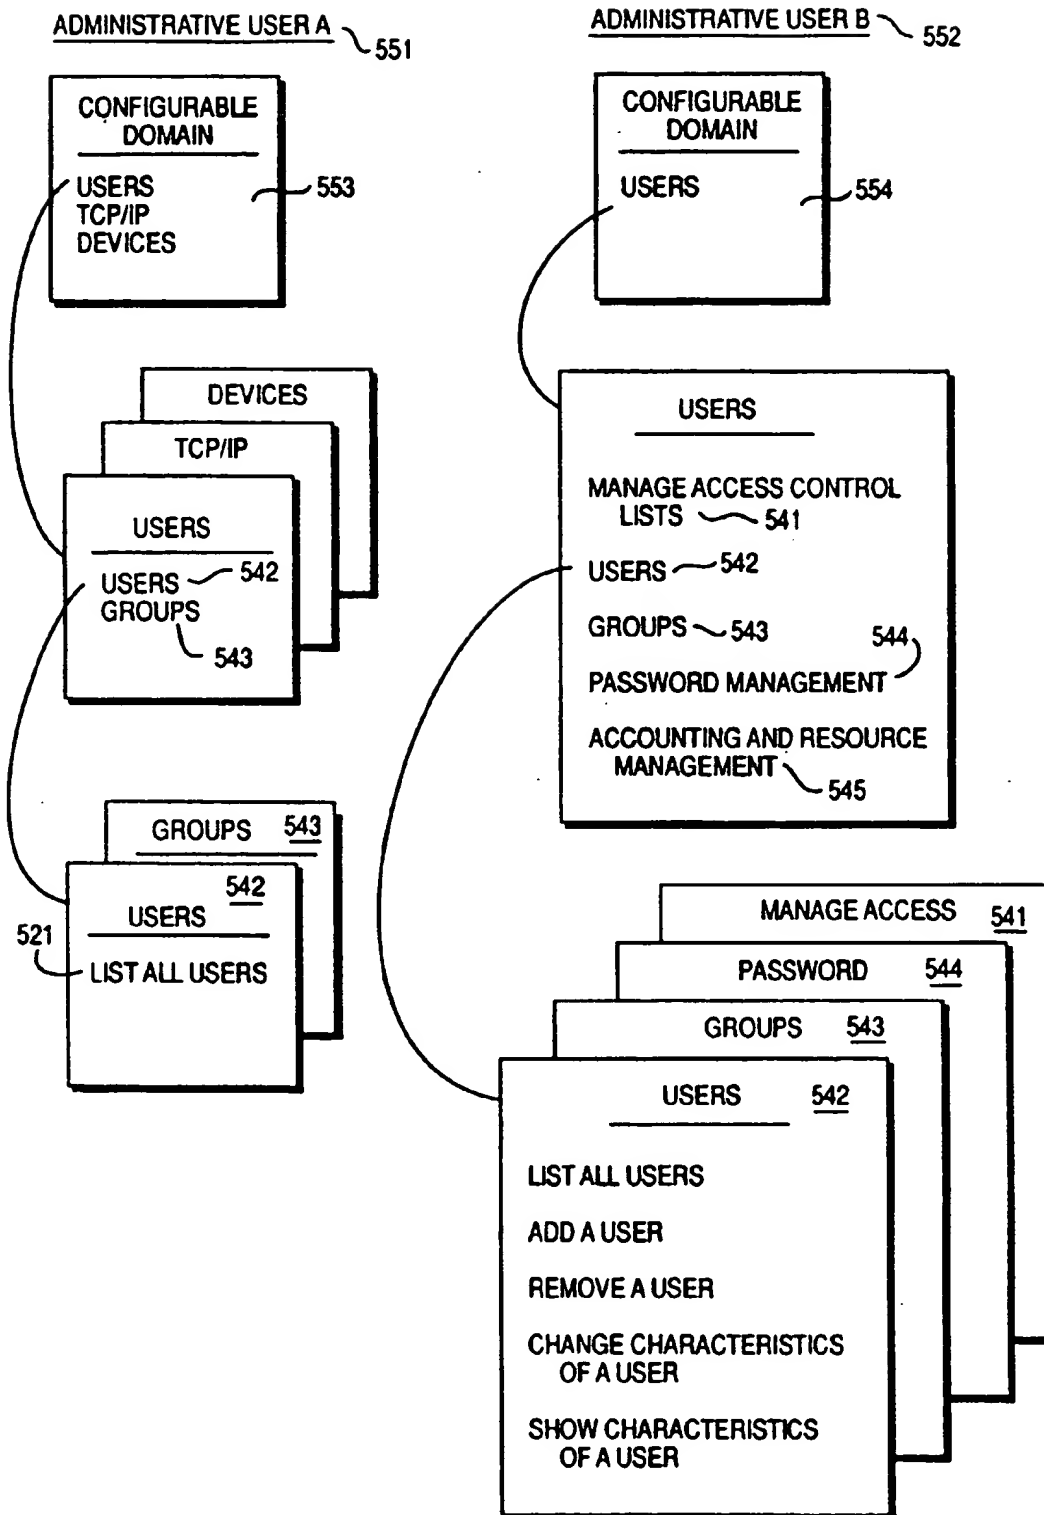 ADMINISTRATIVE USER A
551
CONFIGURABLE
DOMAIN
USERS
TCP/IP
DEVICES
553
DEVICES
TCP/IP
USERS
USERS
542
GROUPS
543
GROUPS
543
542
USERS
521
LIST ALL USERS
ADMINISTRATIVE USER B
552
CONFIGURABLE
DOMAIN
USERS
554
USERS
MANAGE ACCESS CONTROL
LISTS
541
USERS
542
GROUPS
543
544
PASSWORD MANAGEMENT
ACCOUNTING AND RESOURCE
MANAGEMENT
545
MANAGE ACCESS
541
PASSWORD
544
GROUPS
543
USERS
542
LIST ALL USERS
ADD A USER
REMOVE A USER
CHANGE CHARACTERISTICS
OF A USER
SHOW CHARACTERISTICS
OF A USER